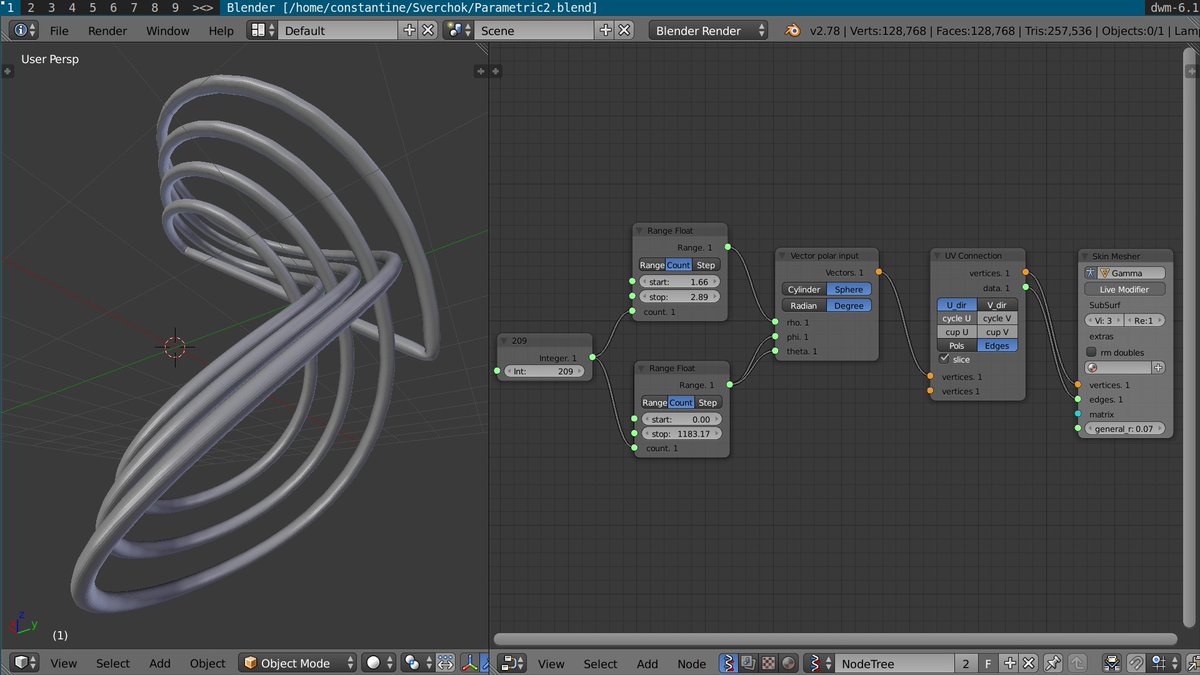 1 2 3 4 5 6 7 8 9 ><> Blender [/home/constantine/Sverchok/Parametric2.blend] dwm-6.1
File Render Window Help Default Scene Blender Render v2.78 | Verts:128,768 | Faces:128,768 | Tris:257,536 | Objects:0/1 | Lamp
User Persp
Range Float
Range. 1
Range Count Step
start: 1.66
stop: 2.89
count. 1
209
Integer. 1
Int: 209
Range Float
Range. 1
Range Count Step
start: 0.00
stop: 1183.17
count. 1
Vector polar input
Vectors. 1
Cylinder Sphere
Radian Degree
rho. 1
phi. 1
theta. 1
UV Connection
vertices. 1
data. 1
U_dir V_dir
cycle U cycle V
cup U cup V
Pols Edges
slice
vertices. 1
vertices 1
Skin Mesher
Gamma
Live Modifier
SubSurf
Vi: 3 Re:1
extras
rm doubles
vertices. 1
edges. 1
matrix
general_r: 0.07
z
y
(1)
View Select Add Object Object Mode View Select Add Node NodeTree 2 F